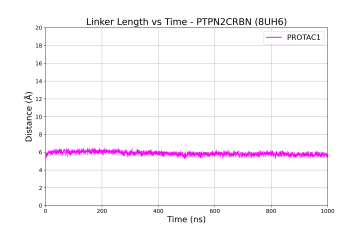 Linker Length vs Time - PTPN2CRBN (8UH6)
PROTAC1
Distance (Å)
20
18
16
14
12
10
8
6
4
2
0
0 200 400 600 800 1000
Time (ns)